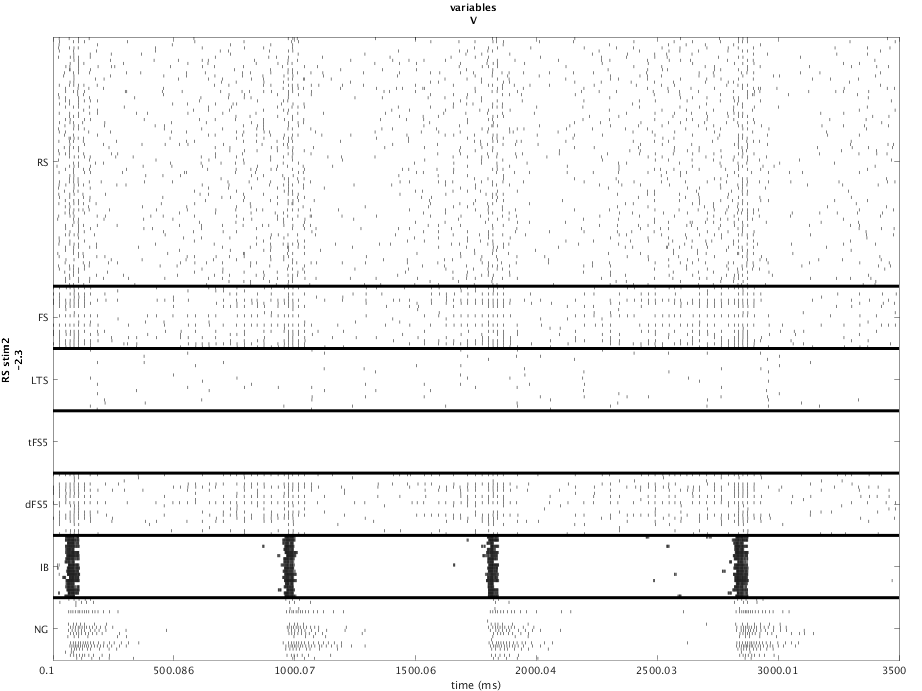 variables
V
RS
FS
LTS
tFS5
dFS5
IB
NG
RS stim2
-2.3
0.1 500.086 1000.07 1500.06 2000.04 2500.03 3000.01 3500
time (ms)